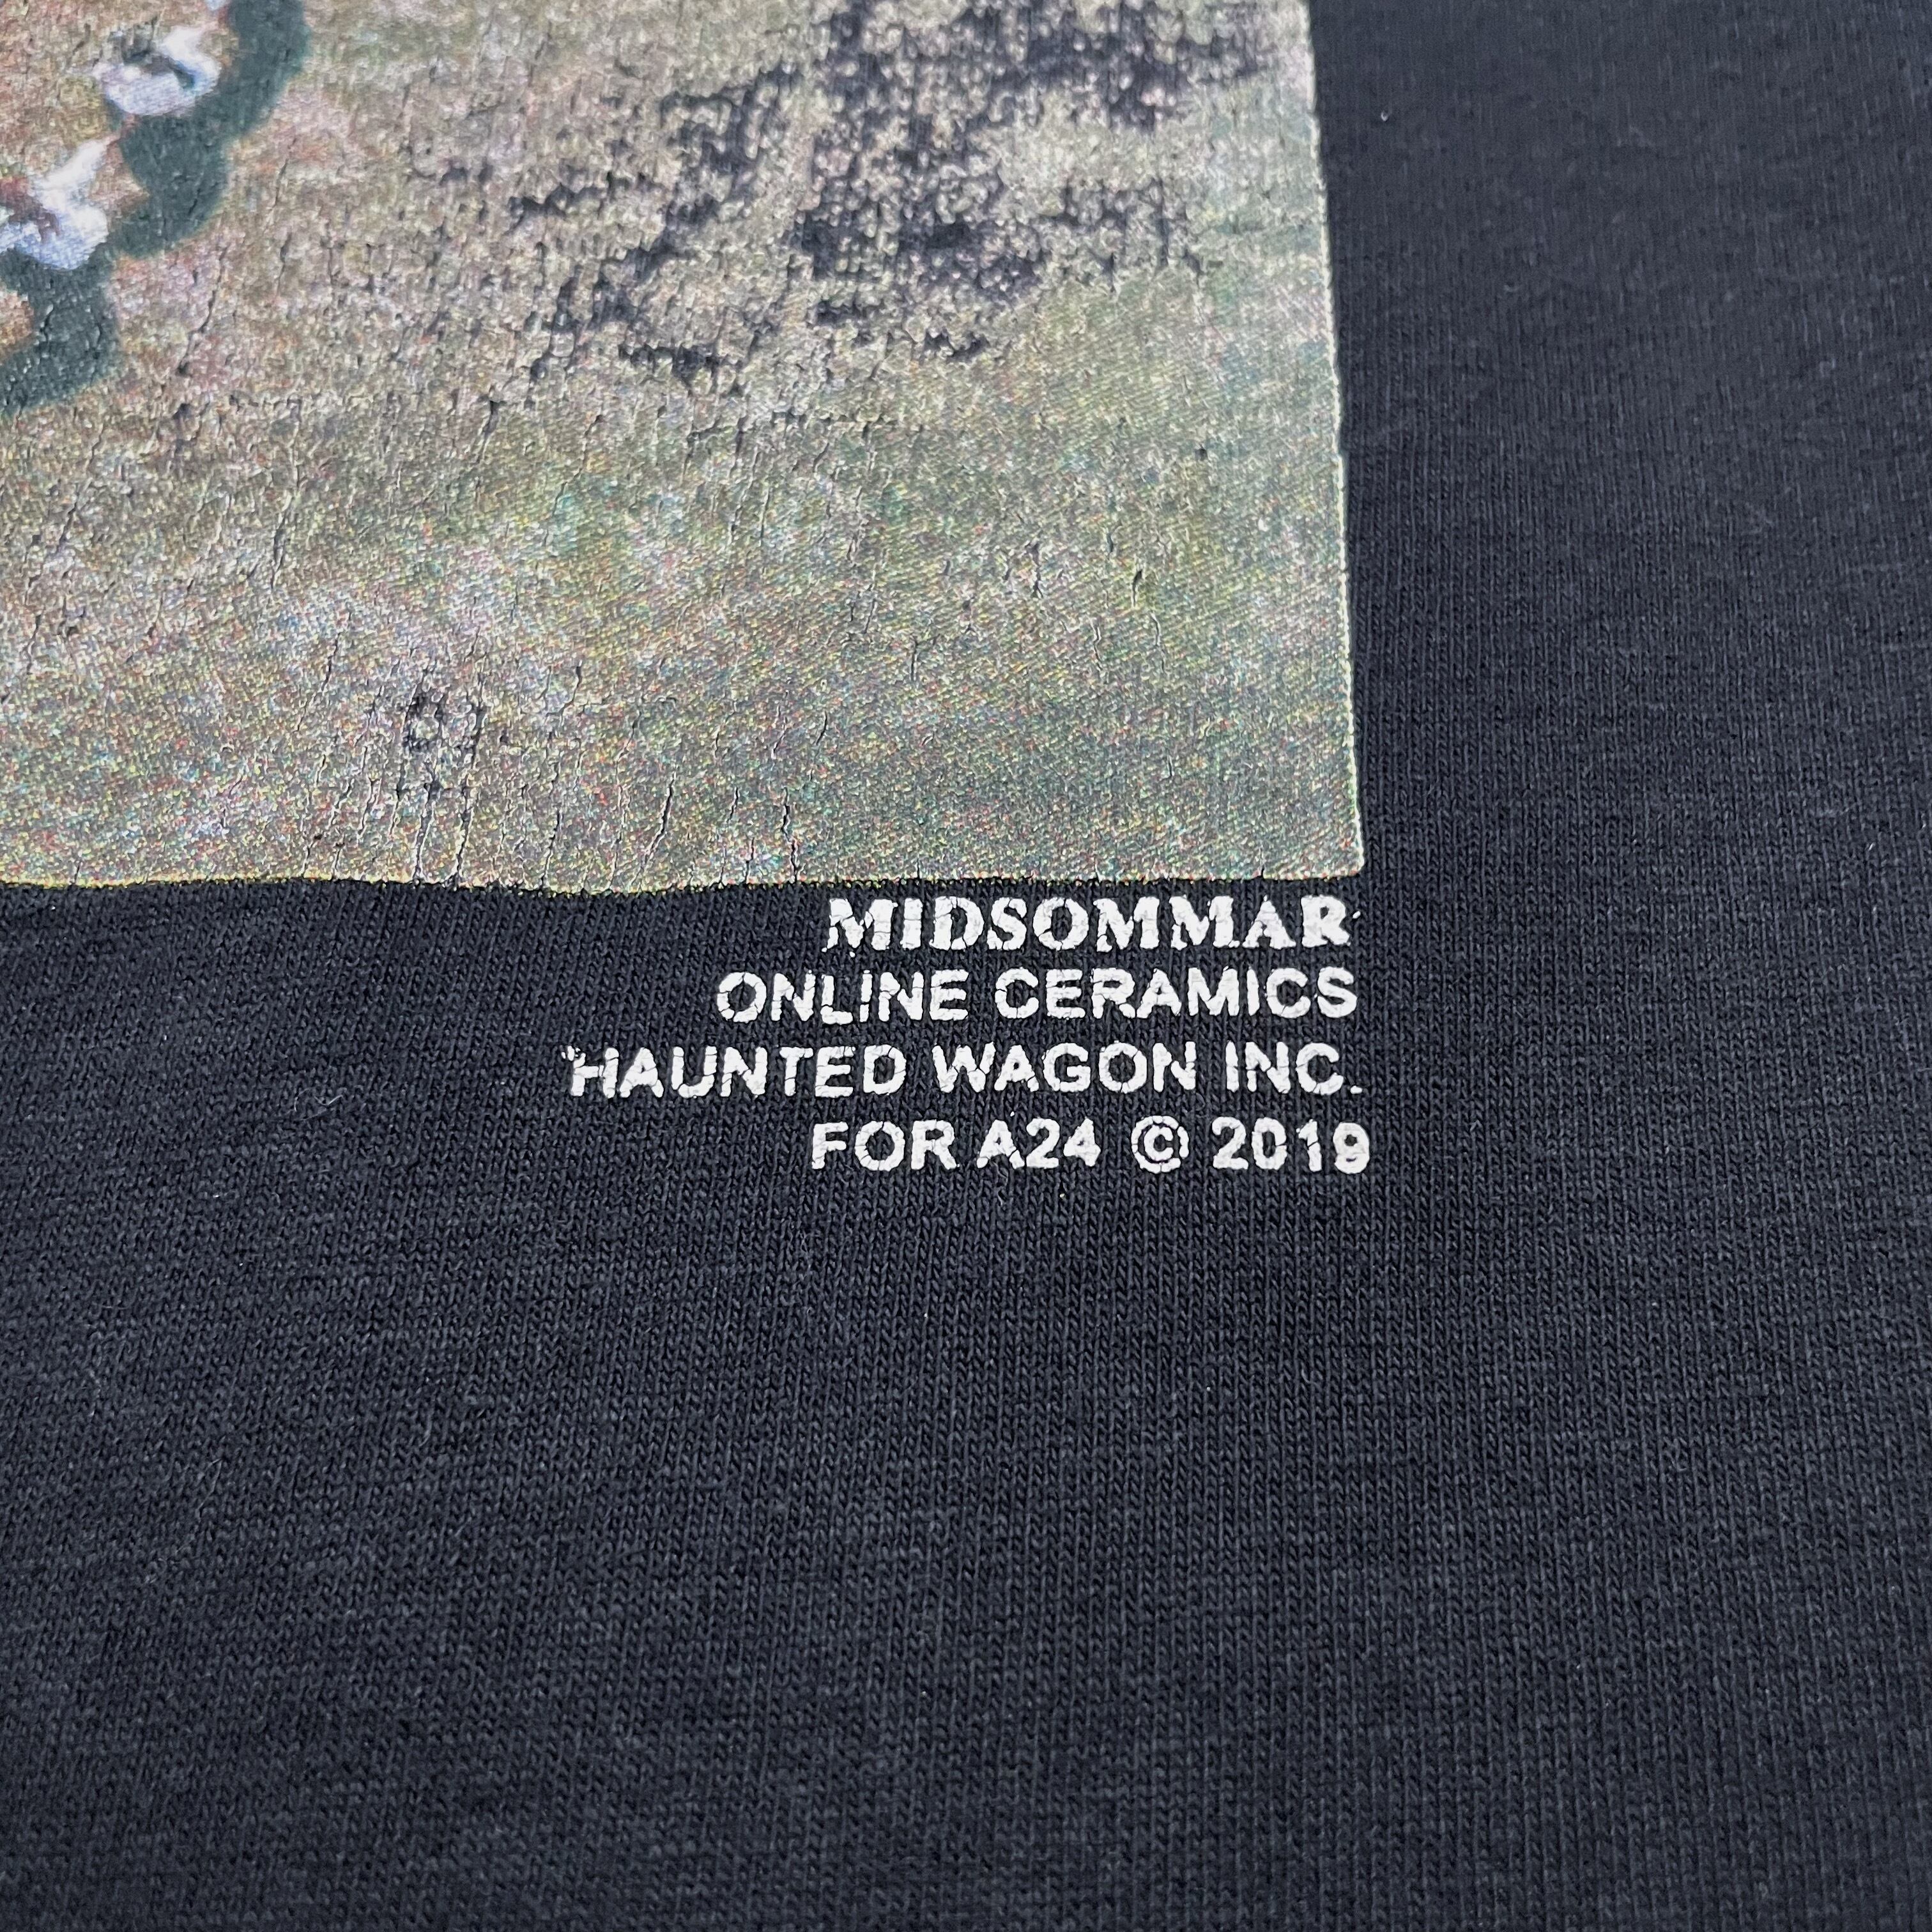 MIDSOMMAR
ONLINE CERAMICS
HAUNTED WAGON INC.
FOR A24 © 2019